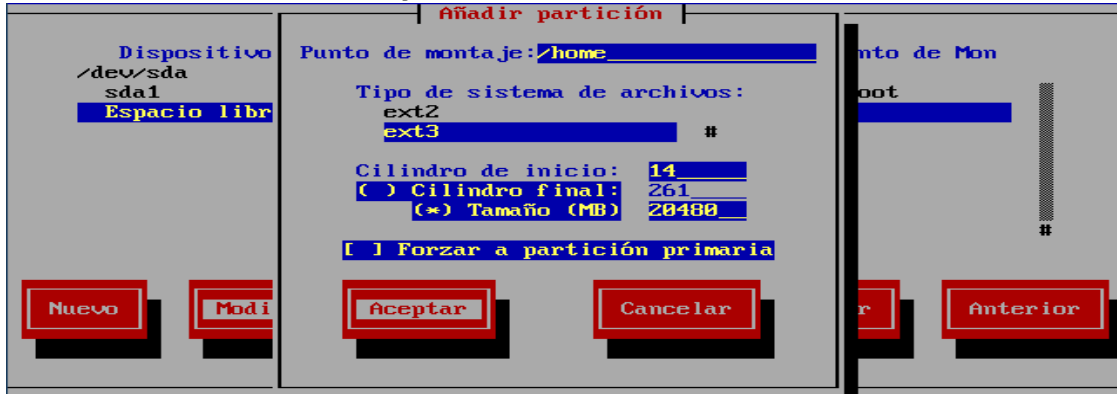 Añadir partición
Dispositivo
Punto de montaje:/home
nto de Mon
/dev/sda
sda1
Tipo de sistema de archivos:
oot
Espacio libr
ext2
ext3 #
Cilindro de inicio: 14
( ) Cilindro final: 261
(*) Tamaño (MB) 20480
#
[ ] Forzar a partición primaria
Nuevo
Modi
Aceptar
Cancelar
r
Anterior